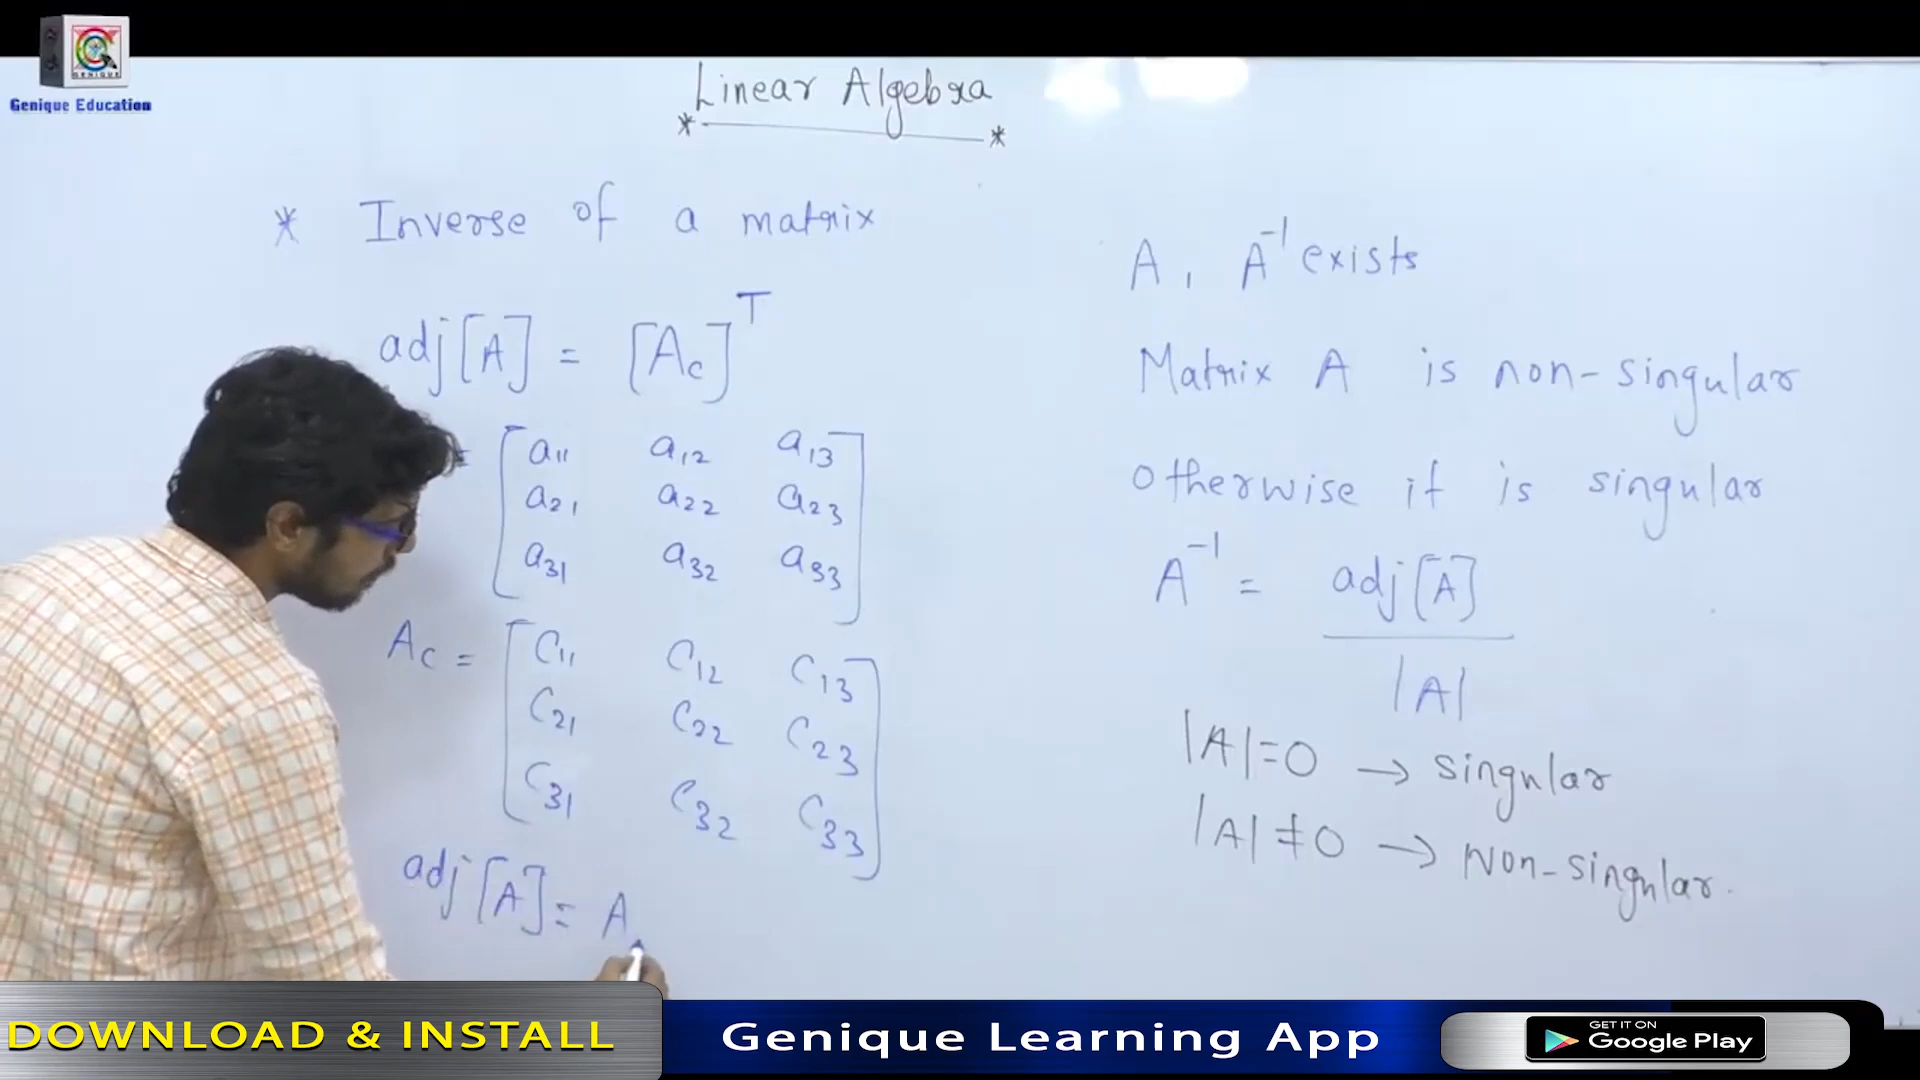 GENIQUE
Genique Education
Linear Algebra
* *
* Inverse of a matrix
adj[A] = [Ac]ᵀ
= [a₁₁ a₁₂ a₁₃
a₂₁ a₂₂ a₂₃
a₃₁ a₃₂ a₃₃]
Ac = [C₁₁ C₁₂ C₁₃
C₂₁ C₂₂ C₂₃
C₃₁ C₃₂ C₃₃]
adj[A] = A
A, A⁻¹ exists
Matrix A is non-singular
otherwise it is singular
A⁻¹ = adj[A]
|A|
|A|=0 → singular
|A|≠0 → Non-singular.
DOWNLOAD & INSTALL
Genique Learning App
GET IT ON
Google Play